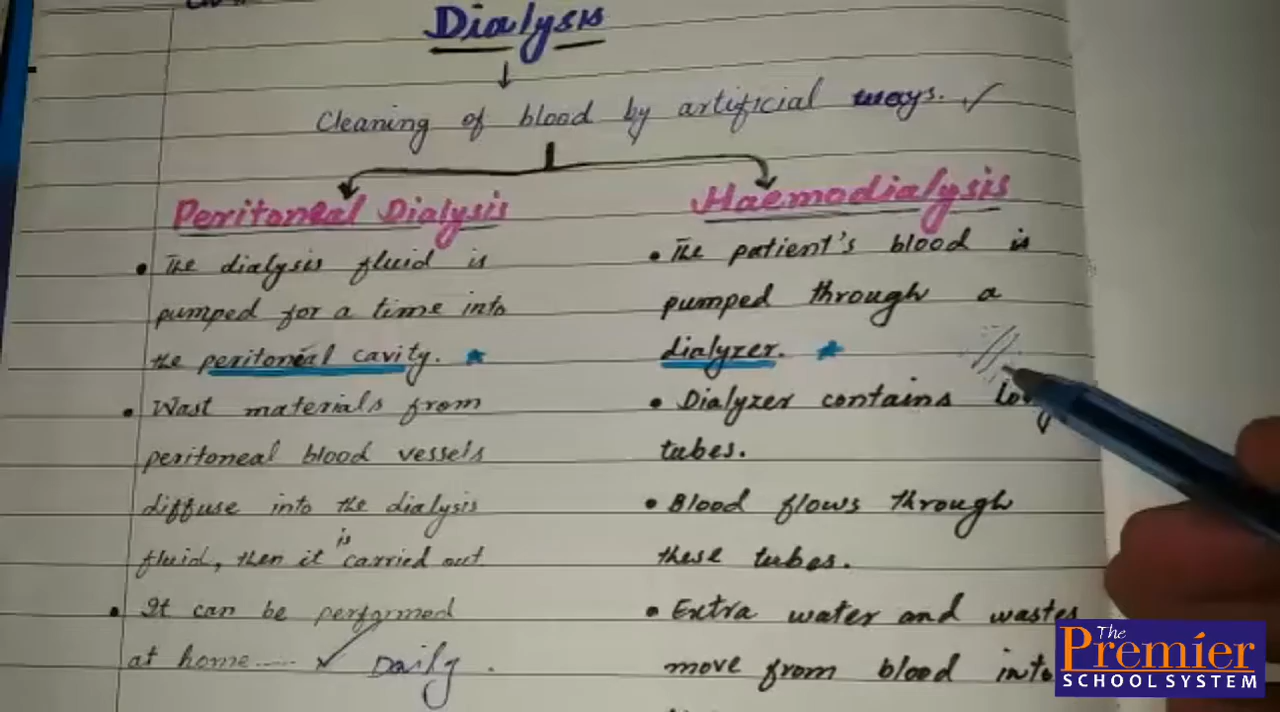 Dialysis
Cleaning of blood by artificial ways.
Peritoneal Dialysis
• The dialysis fluid is
pumped for a time into
the peritoneal cavity.
• Wast materials from
peritoneal blood vessels
diffuse into the dialysis
fluid, then it is carried out
• It can be performed
at home.... Daily.
Haemodialysis
• The patient's blood is
pumped through a
dialyzer.
• Dialyzer contains
tubes.
• Blood flows through
these tubes.
• Extra water and wastes
move from blood into
The
Premier
SCHOOL SYSTEM